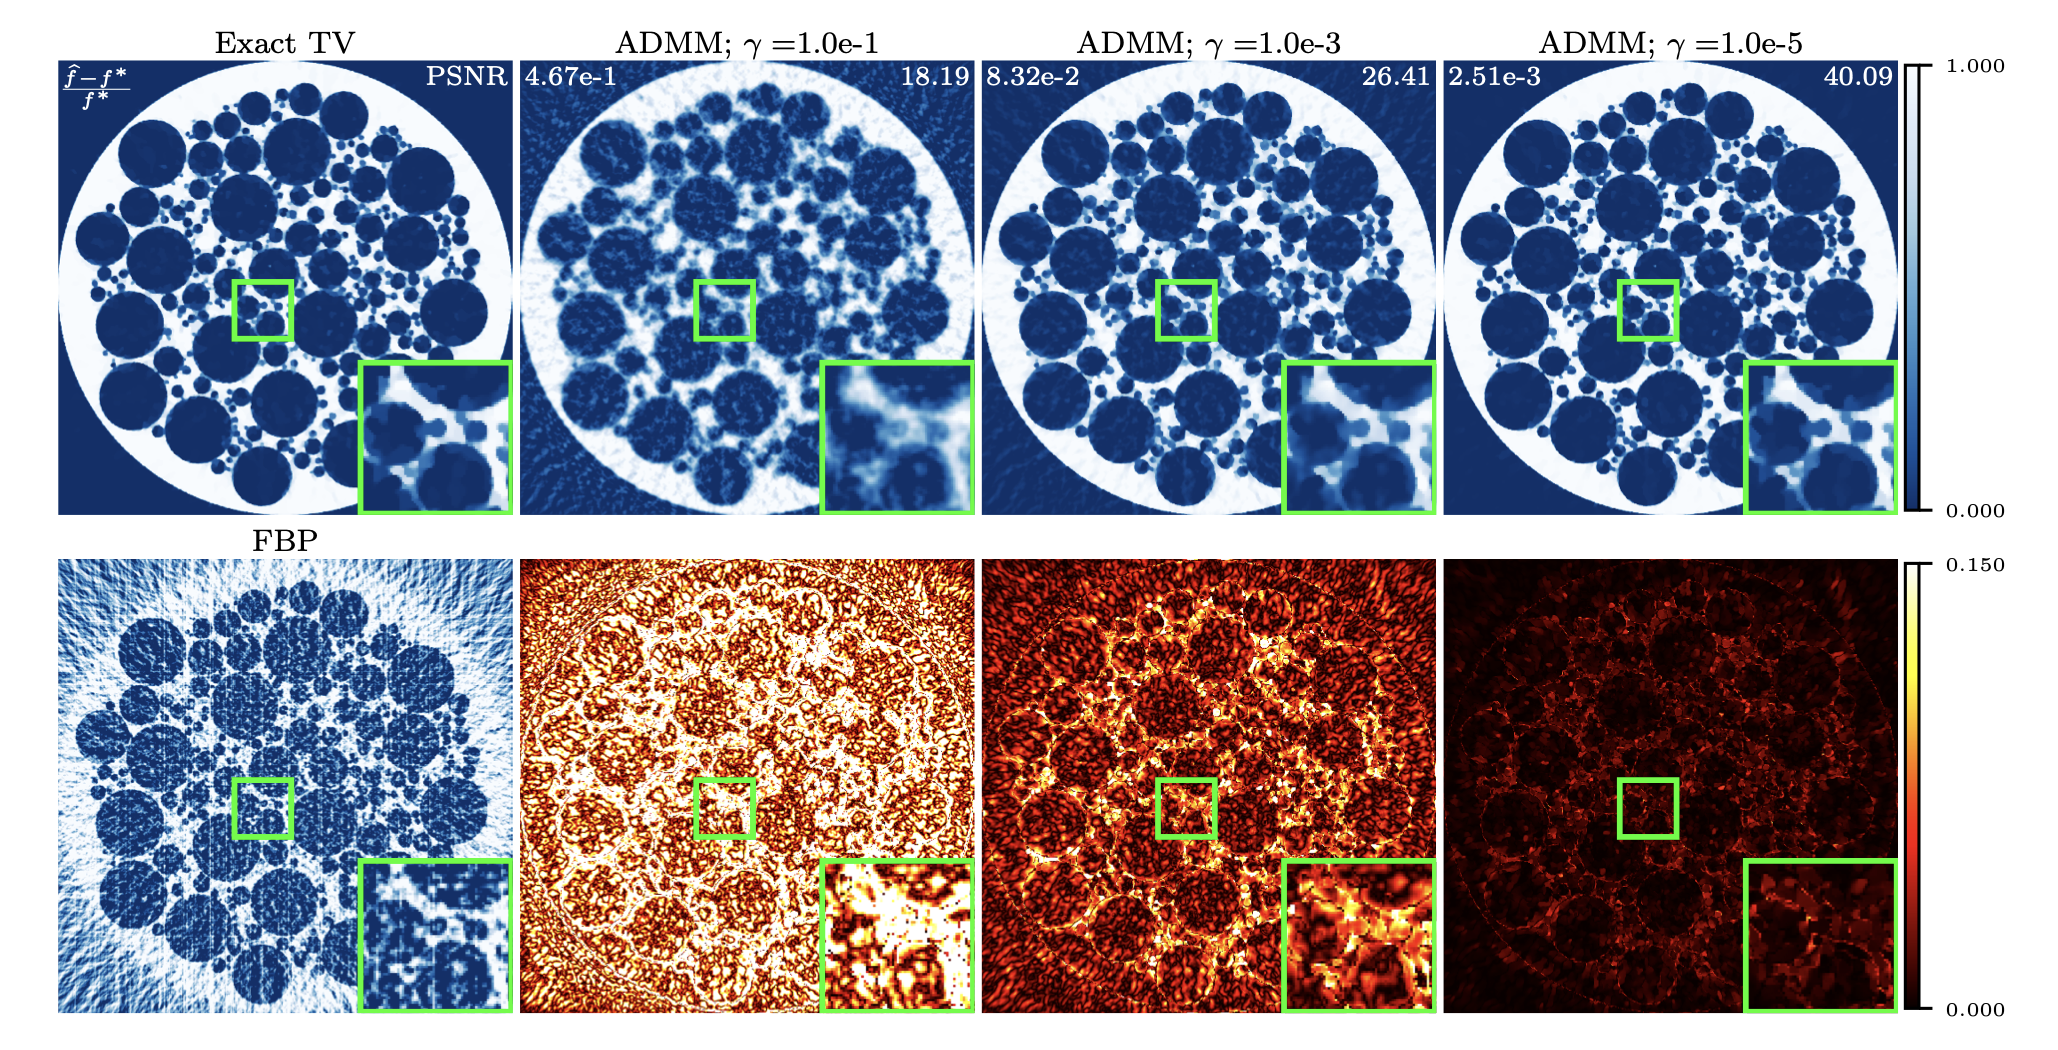 Exact TV
ADMM; γ =1.0e-1
ADMM; γ =1.0e-3
ADMM; γ =1.0e-5
f̂−f*
f*
PSNR
4.67e-1
18.19
8.32e-2
26.41
2.51e-3
40.09
1.000
0.000
FBP
0.150
0.000